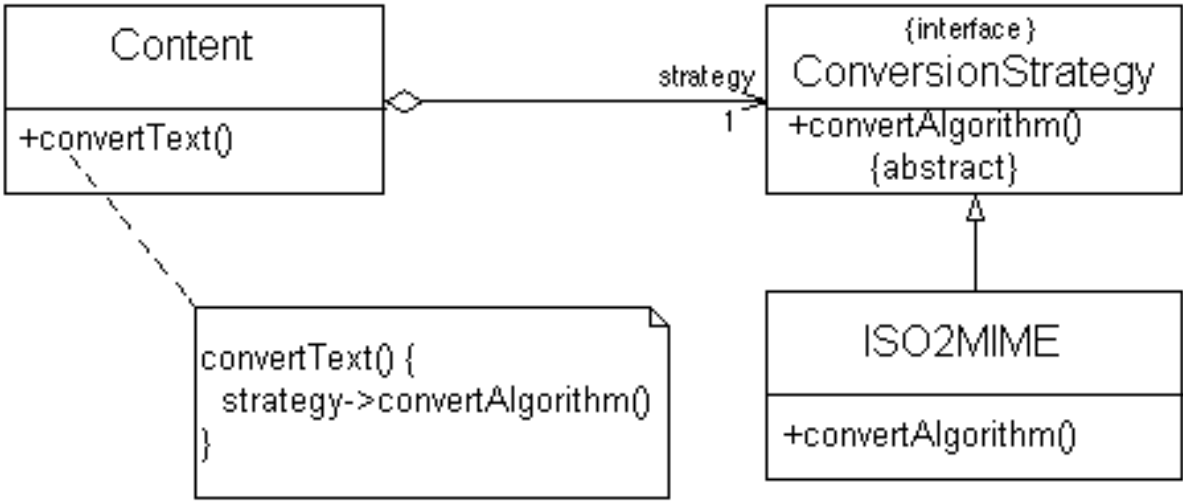 Content
+convertText()
strategy
1
{interface}
ConversionStrategy
+convertAlgorithm()
{abstract}
convertText() {
strategy->convertAlgorithm()
}
ISO2MIME
+convertAlgorithm()